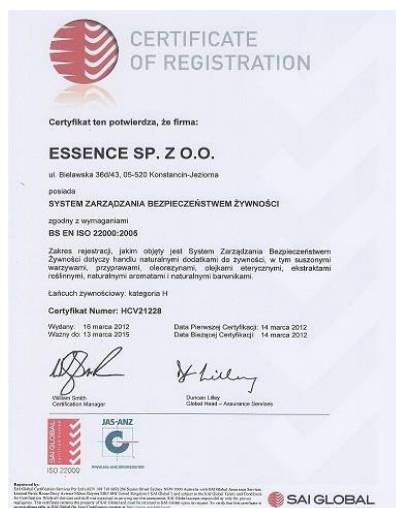 CERTIFICATE
OF REGISTRATION
Certyfikat ten potwierdza, że firma:
ESSENCE SP. Z O.O.
ul. Bielawska 36d/43, 05-520 Konstancin-Jeziorna
posiada
SYSTEM ZARZĄDZANIA BEZPIECZEŃSTWEM ŻYWNOŚCI
zgodny z wymaganiami
BS EN ISO 22000:2005
Zakres rejestracji, jakim objęty jest System Zarządzania Bezpieczeństwem
Żywności dotyczy handlu naturalnymi dodatkami do żywności, w tym suszonymi
warzywami, przyprawami, oleorezynami, olejkami eterycznymi, ekstraktami
roślinnymi, naturalnymi aromatami i naturalnymi barwnikami.
Łańcuch żywnościowy: kategoria H
Certyfikat Numer: HCV21228
Wydany: 16 marca 2012 Data Pierwszej Certyfikacji: 14 marca 2012
Ważny do: 13 marca 2015 Data Bieżącej Certyfikacji: 14 marca 2012
William Smith
Certification Manager
Duncan Lilley
Global Head – Assurance Services
SAI GLOBAL
ISO 22000
JAS-ANZ
SAI GLOBAL